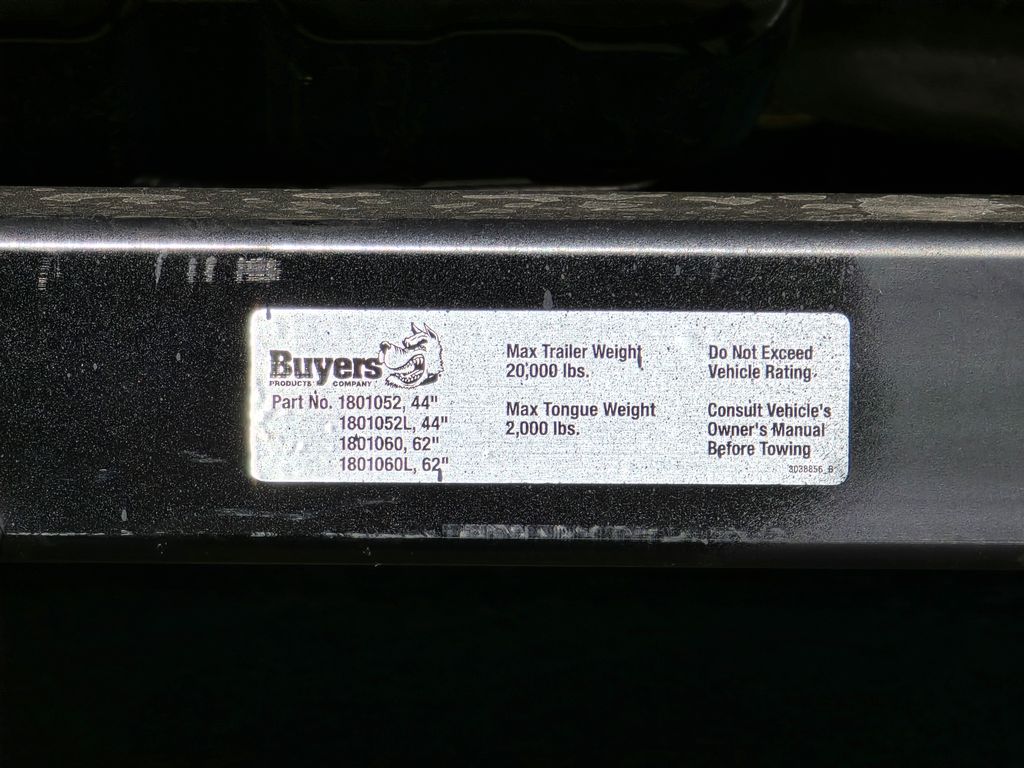 Buyers
PRODUCTS COMPANY
Part No. 1801052, 44"
1801052L, 44"
1801060, 62"
1801060L, 62"
Max Trailer Weight
20,000 lbs.
Max Tongue Weight
2,000 lbs.
Do Not Exceed
Vehicle Rating.
Consult Vehicle's
Owner's Manual
Before Towing
3038856_B